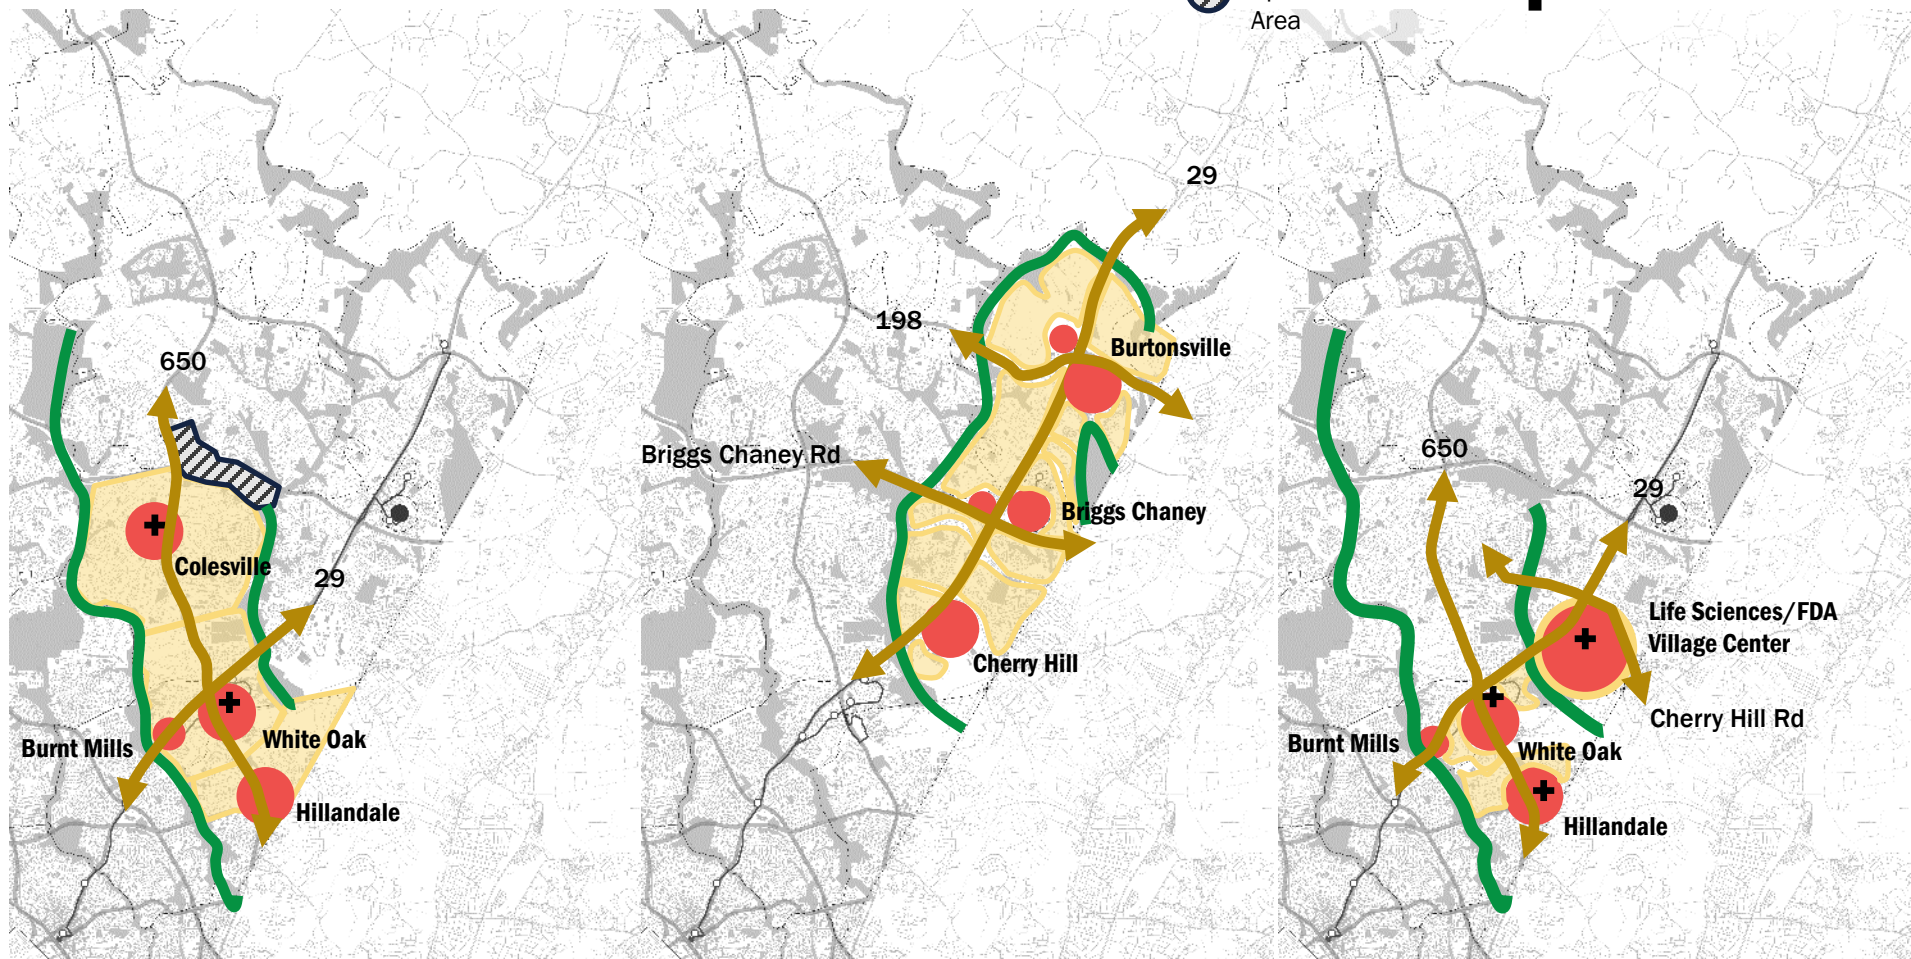 Area
650
Colesville
29
Burnt Mills
White Oak
Hillandale
29
198
Burtonsville
Briggs Chaney Rd
Briggs Chaney
Cherry Hill
650
29
Life Sciences/FDA
Village Center
Cherry Hill Rd
Burnt Mills
White Oak
Hillandale